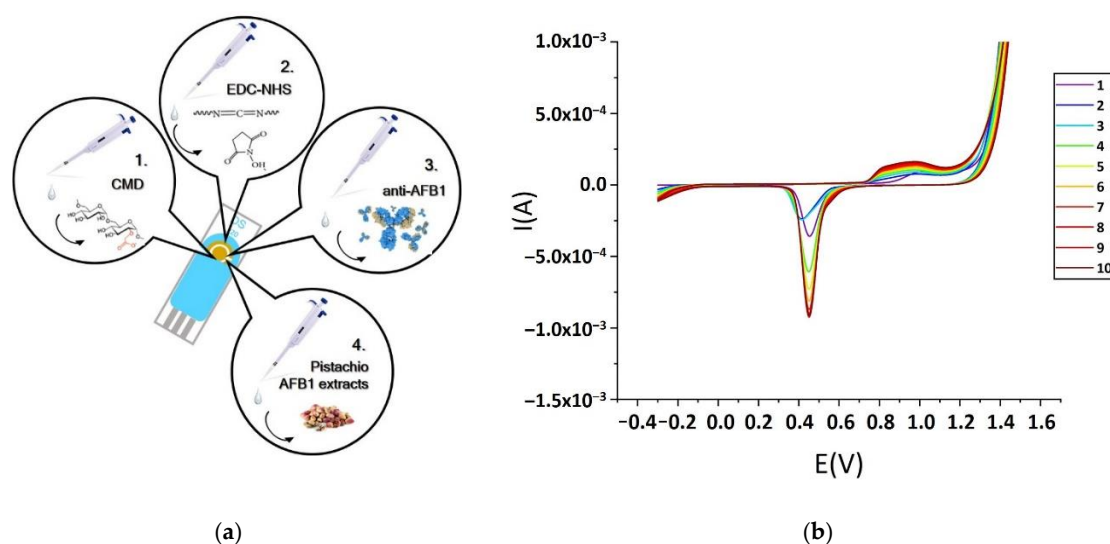 1.
CMD
2.
EDC-NHS
N=C=N
O
N
O
OH
3.
anti-AFB1
4.
Pistachio
AFB1 extracts
(a)
1.0x10⁻³
5.0x10⁻⁴
0.0
−5.0x10⁻⁴
−1.0x10⁻³
−1.5x10⁻³
I(A)
−0.4 −0.2 0.0 0.2 0.4 0.6 0.8 1.0 1.2 1.4 1.6
E(V)
1
2
3
4
5
6
7
8
9
10
(b)